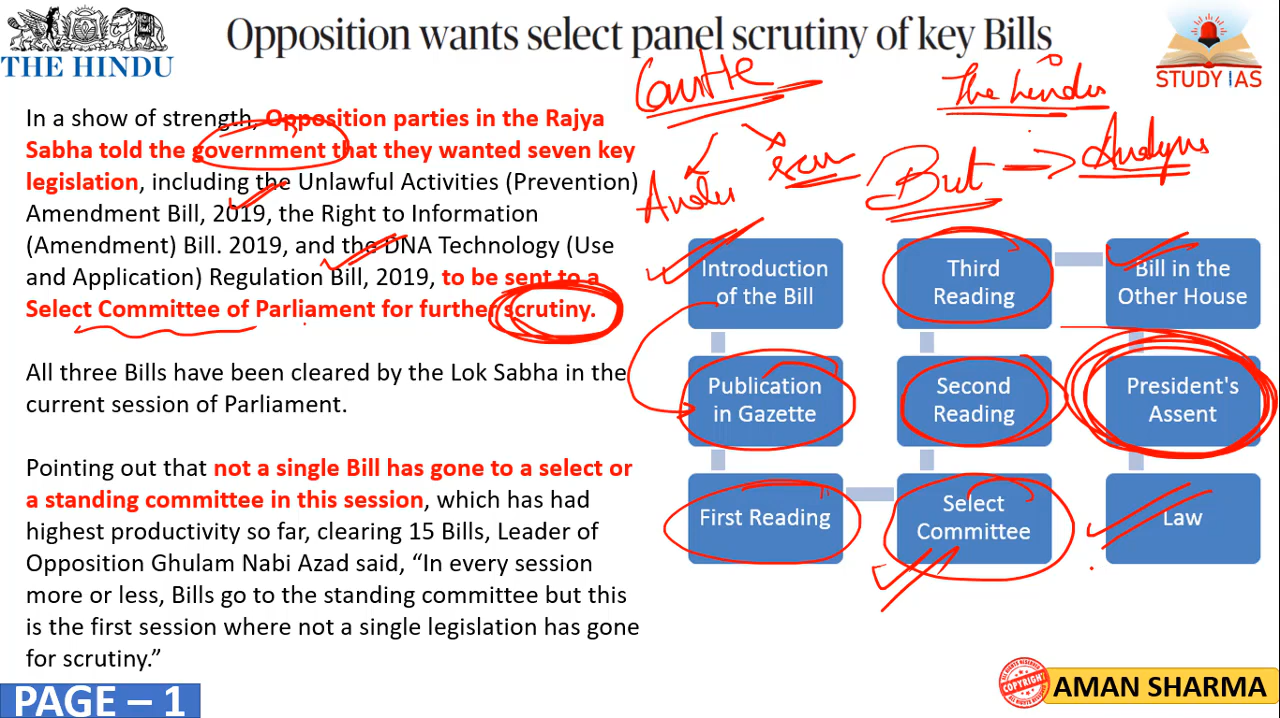 THE HINDU
Opposition wants select panel scrutiny of key Bills
STUDY IAS
In a show of strength, Opposition parties in the Rajya
Sabha told the government that they wanted seven key
legislation, including the Unlawful Activities (Prevention)
Amendment Bill, 2019, the Right to Information
(Amendment) Bill. 2019, and the DNA Technology (Use
and Application) Regulation Bill, 2019, to be sent to a
Select Committee of Parliament for further scrutiny.
All three Bills have been cleared by the Lok Sabha in the
current session of Parliament.
Pointing out that not a single Bill has gone to a select or
a standing committee in this session, which has had
highest productivity so far, clearing 15 Bills, Leader of
Opposition Ghulam Nabi Azad said, “In every session
more or less, Bills go to the standing committee but this
is the first session where not a single legislation has gone
for scrutiny.”
The hindu
But
Introduction
of the Bill
Publication
in Gazette
First Reading
Select
Committee
Second
Reading
Third
Reading
Bill in the
Other House
President's
Assent
Law
PAGE – 1
COPYRIGHT
AMAN SHARMA